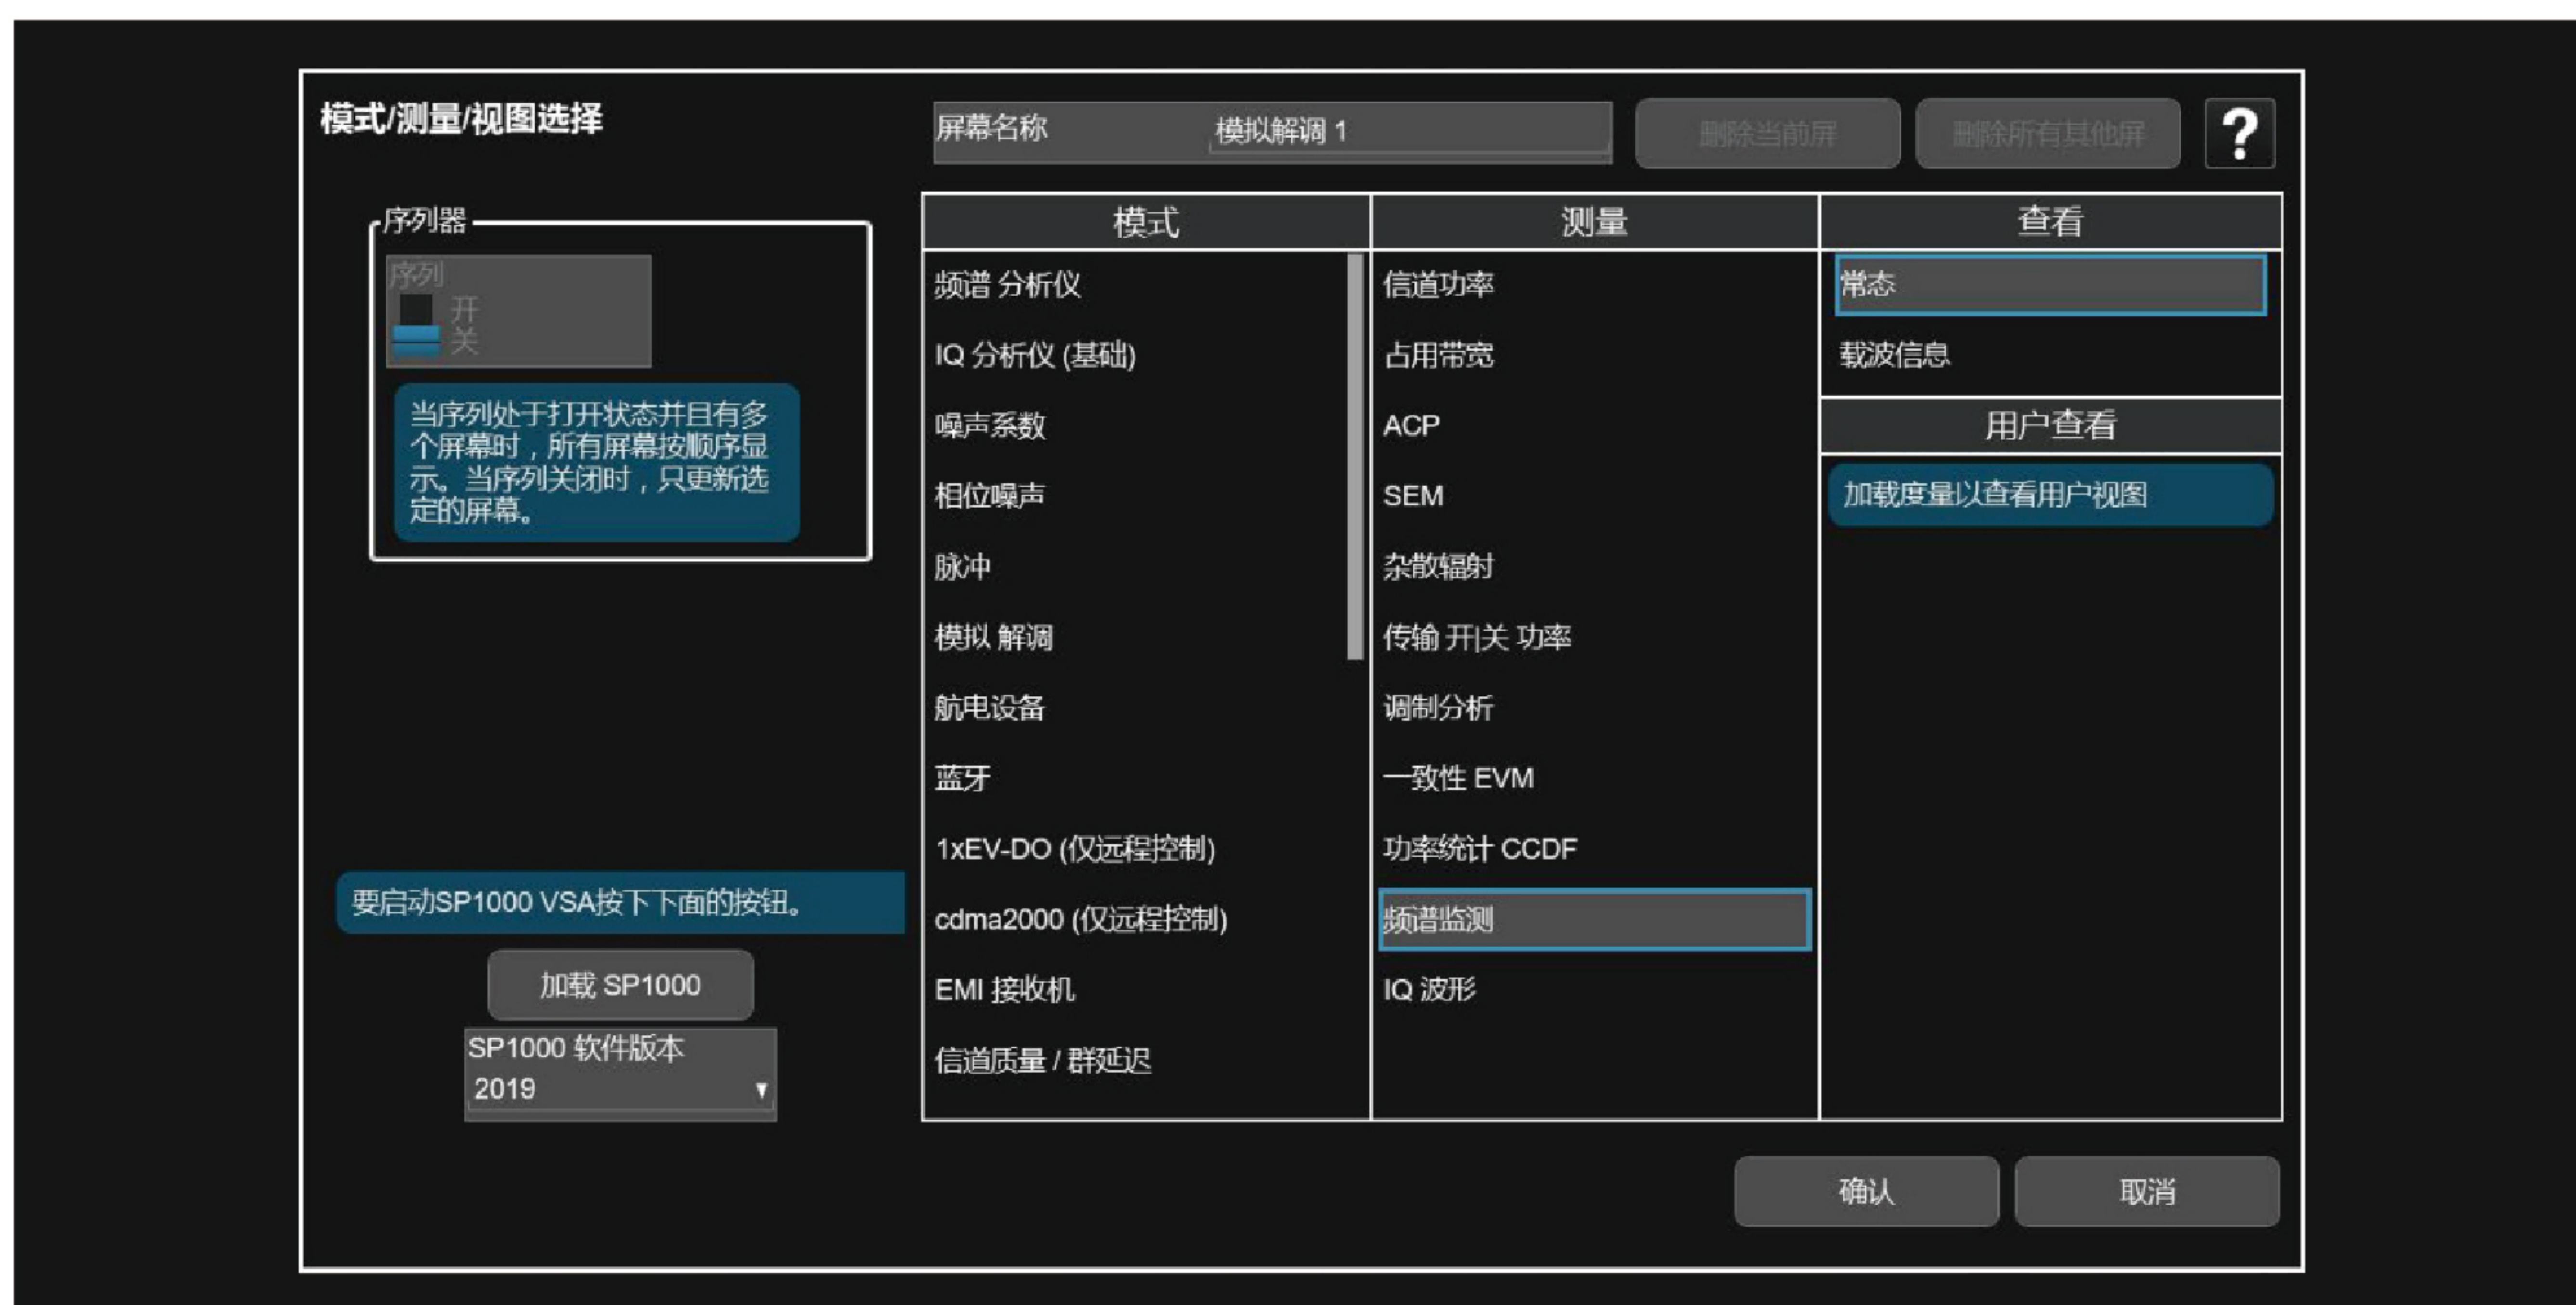 模式/测量/视图选择
屏幕名称 模拟解调 1
删除当前屏
删除所有其他屏
?
序列器
序列
开
关
当序列处于打开状态并且有多
个屏幕时，所有屏幕按顺序显
示。当序列关闭时，只更新选
定的屏幕。
要启动SP1000 VSA按下下面的按钮。
加载 SP1000
SP1000 软件版本
2019
模式
频谱 分析仪
IQ 分析仪 (基础)
噪声系数
相位噪声
脉冲
模拟 解调
航电设备
蓝牙
1xEV-DO (仅远程控制)
cdma2000 (仅远程控制)
EMI 接收机
信道质量 / 群延迟
测量
信道功率
占用带宽
ACP
SEM
杂散辐射
传输 开|关 功率
调制分析
一致性 EVM
功率统计 CCDF
频谱监测
IQ 波形
查看
常态
载波信息
用户查看
加载度量以查看用户视图
确认
取消